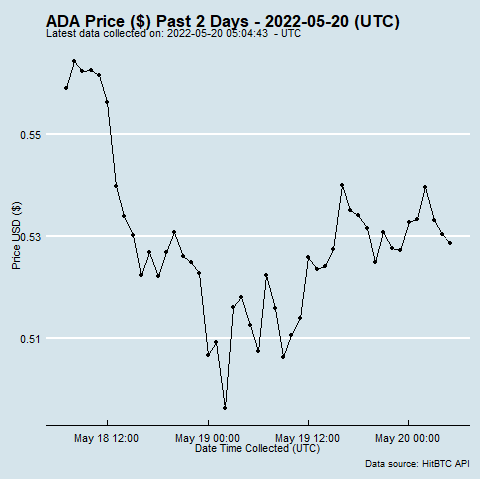 ADA Price ($) Past 2 Days - 2022-05-20 (UTC)
Latest data collected on: 2022-05-20 05:04:43 - UTC
0.55
0.53
0.51
Price USD ($)
May 18 12:00
May 19 00:00
May 19 12:00
May 20 00:00
Date Time Collected (UTC)
Data source: HitBTC API